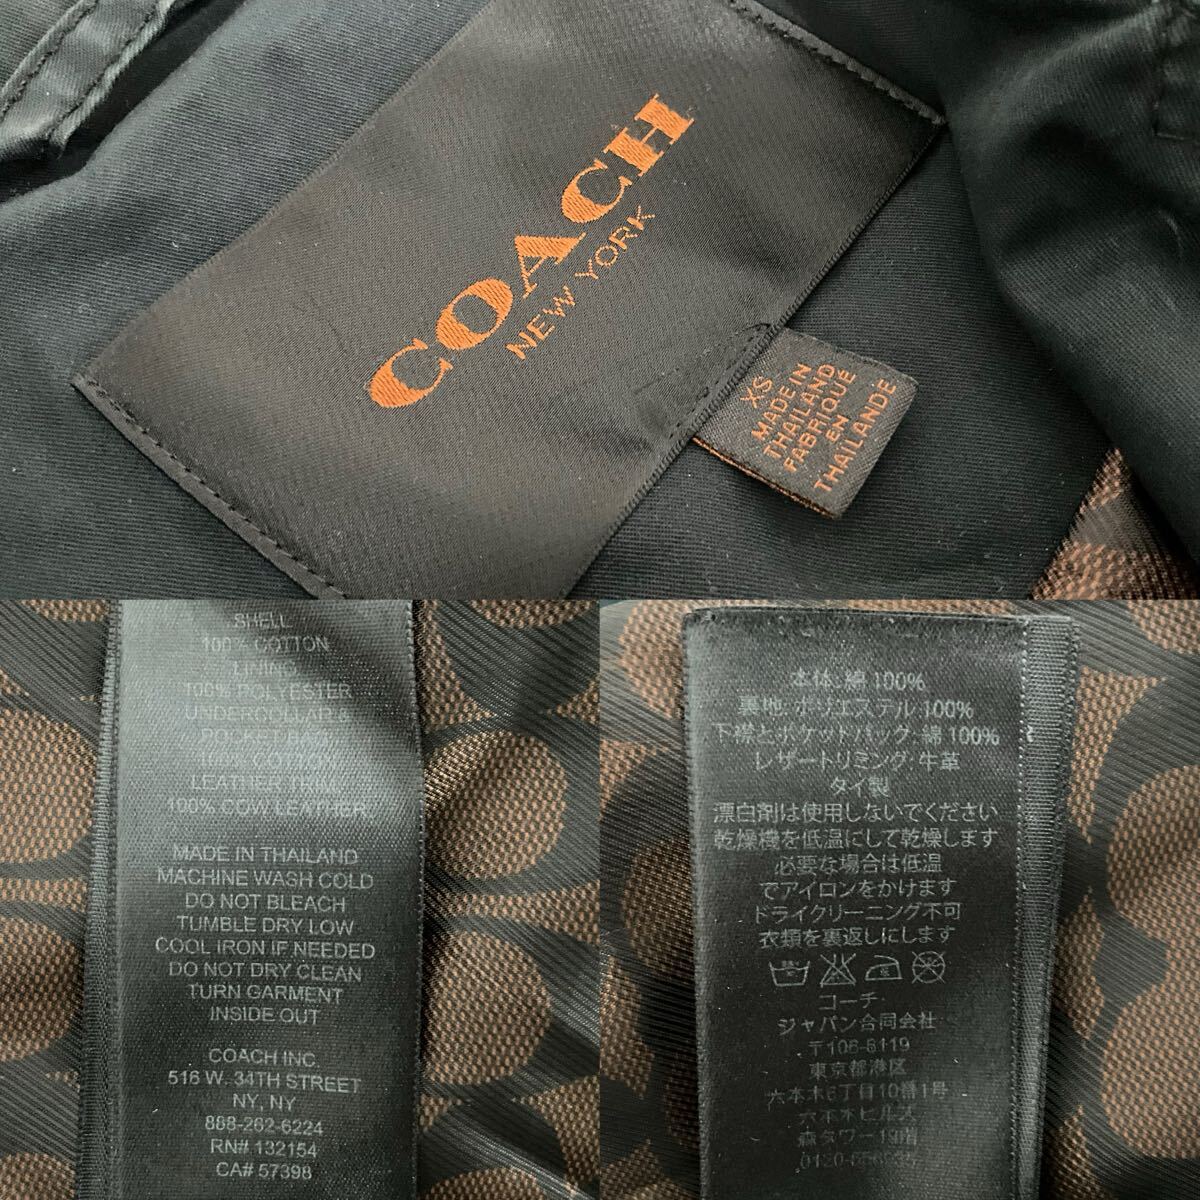 COACH
NEW YORK
XS
MADE IN
THAILAND
FABRIQUÉ
EN
THAILANDE
SHELL
100% COTTON
LINING
100% POLYESTER
UNDERCOLLAR &
POCKET BAG
100% COTTON
LEATHER TRIM
100% COW LEATHER
MADE IN THAILAND
MACHINE WASH COLD
DO NOT BLEACH
TUMBLE DRY LOW
COOL IRON IF NEEDED
DO NOT DRY CLEAN
TURN GARMENT
INSIDE OUT
COACH INC
516 W. 34TH STREET
NY, NY
888-262-6224
RN# 132154
CA# 57398
本体: 綿 100%
裏地: ポリエステル 100%
下襟とポケットバッグ: 綿 100%
レザートリミング: 牛革
タイ製
漂白剤は使用しないでください
乾燥機を低温にして乾燥します
必要な場合は低温
でアイロンをかけます
ドライクリーニング不可
衣類を裏返しにします
コーチ・
ジャパン合同会社
〒106-6119
東京都港区
六本木6丁目10番1号
六本木ヒルズ
森タワー19階